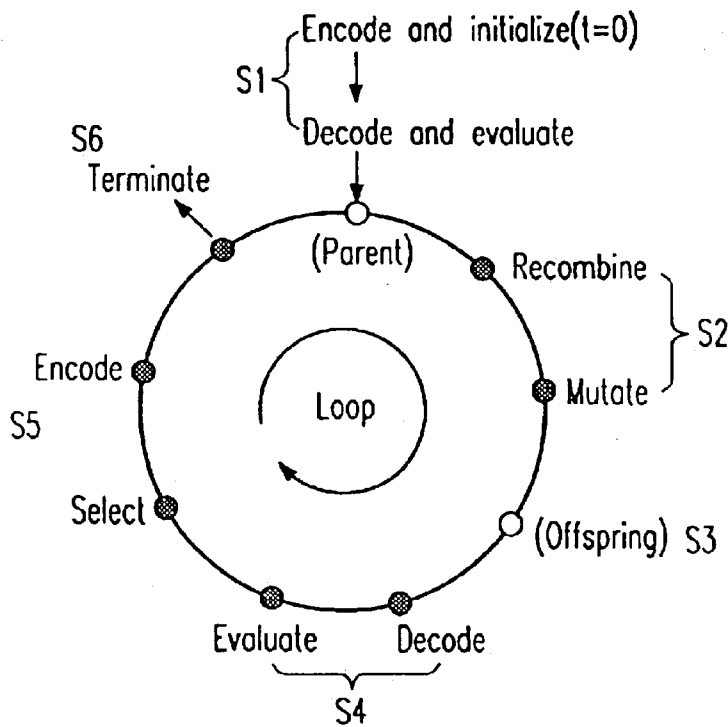 Encode and initialize(t=0)
S1
Decode and evaluate
S6
Terminate
(Parent)
Recombine
S2
Encode
Loop
Mutate
S5
Select
(Offspring) S3
Evaluate
Decode
S4